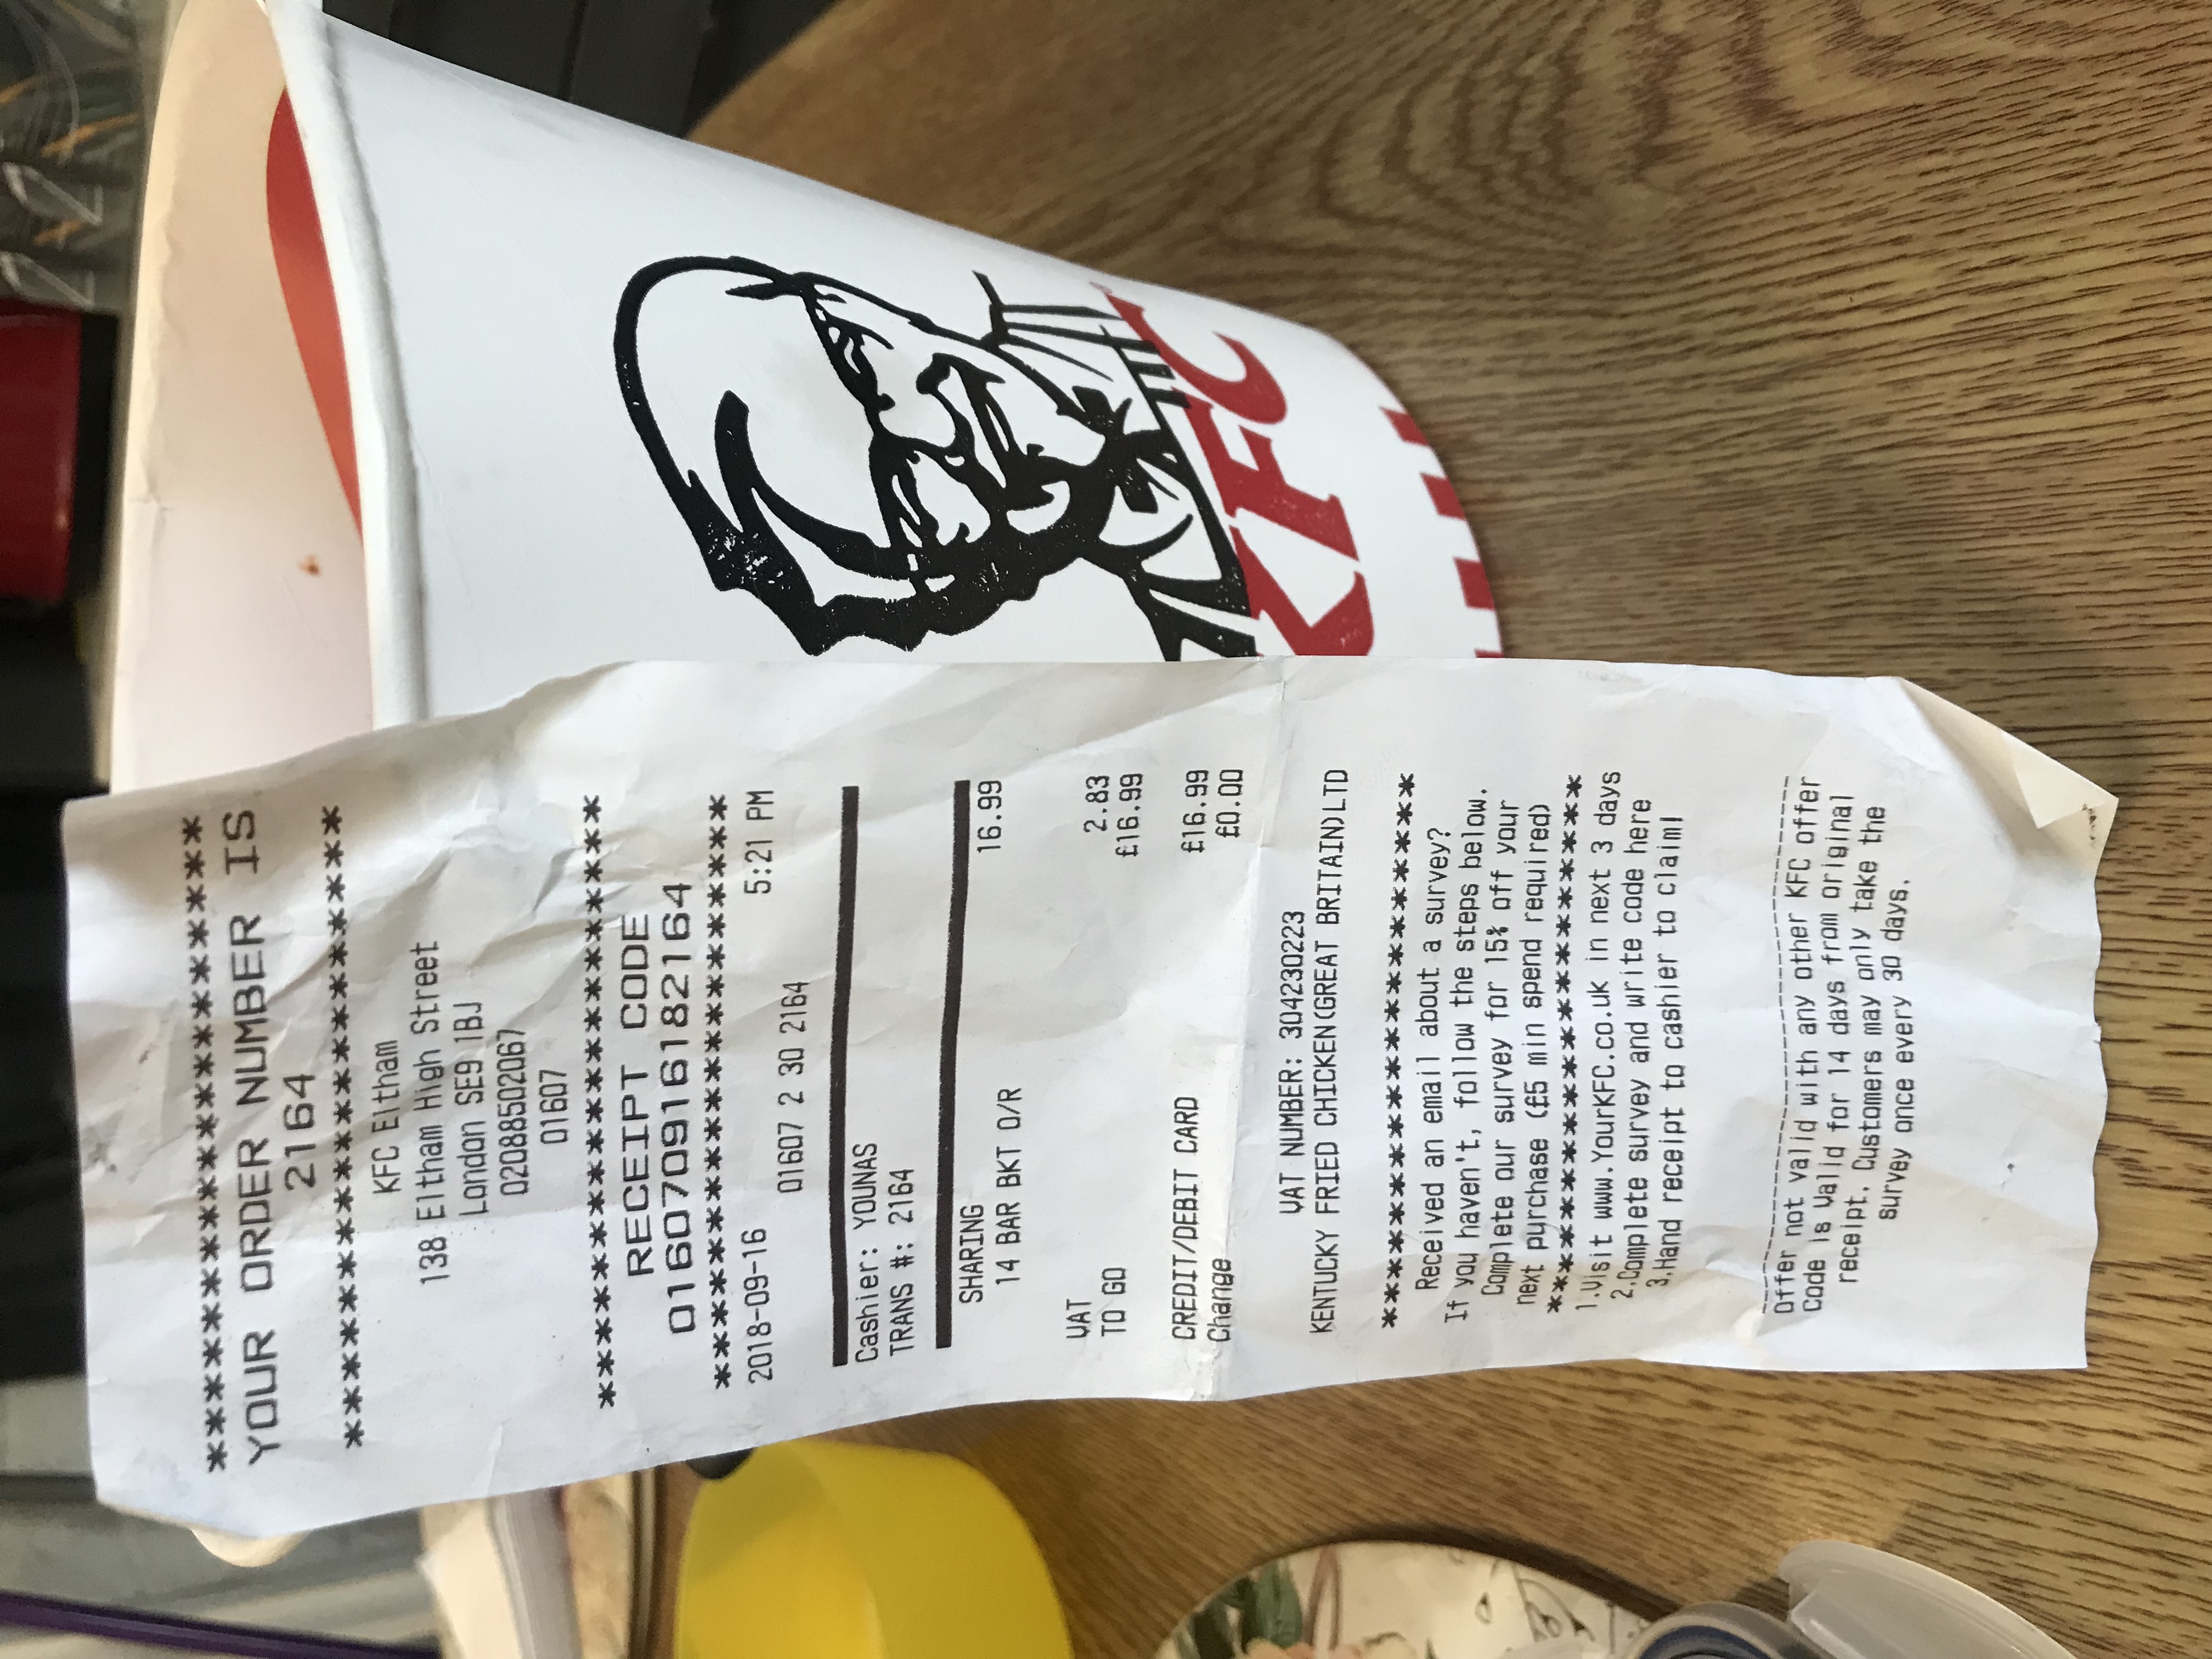 ********************
YOUR ORDER NUMBER IS
2164
********************
KFC Eltham
138 Eltham High Street
London SE9 1BJ
02088502067
01607
********************
RECEIPT CODE
016070916182164
********************
2018-09-16 5:21 PM
01607 2 30 2164
Cashier: YOUNAS
TRANS #: 2164
SHARING 16.99
14 BAR BKT O/R
VAT 2.83
TO GO £16.99
CREDIT/DEBIT CARD £16.99
Change £0.00
VAT NUMBER: 304230223
KENTUCKY FRIED CHICKEN(GREAT BRITAIN)LTD
********************
Received an email about a survey?
If you haven't, follow the steps below.
Complete our survey for 15% off your
next purchase (£5 min spend required)
********************
1.Visit www.YourKFC.co.uk in next 3 days
2.Complete survey and write code here
3.Hand receipt to cashier to claim!
Offer not valid with any other KFC offer
Code is Valid for 14 days from original
receipt. Customers may only take the
survey once every 30 days.
KFC